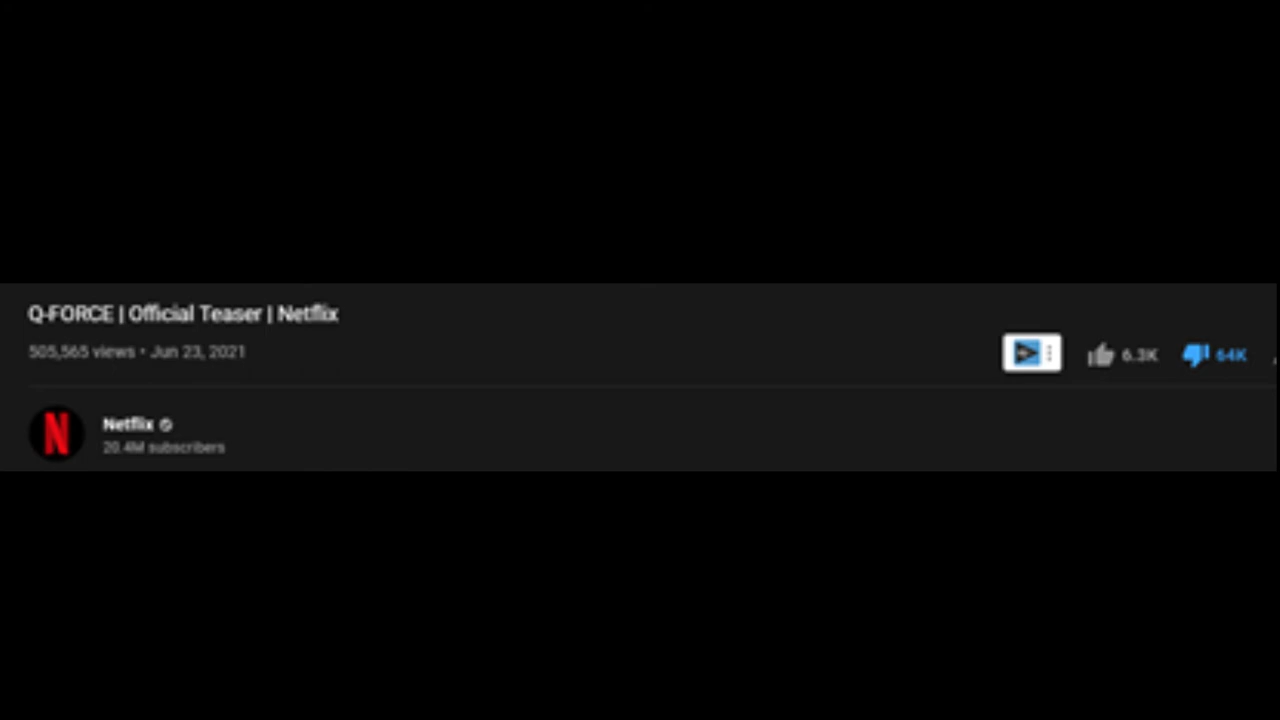 Q-FORCE | Official Teaser | Netflix
505,565 views • Jun 23, 2021
6.3K
64K
N
Netflix
20.4M subscribers